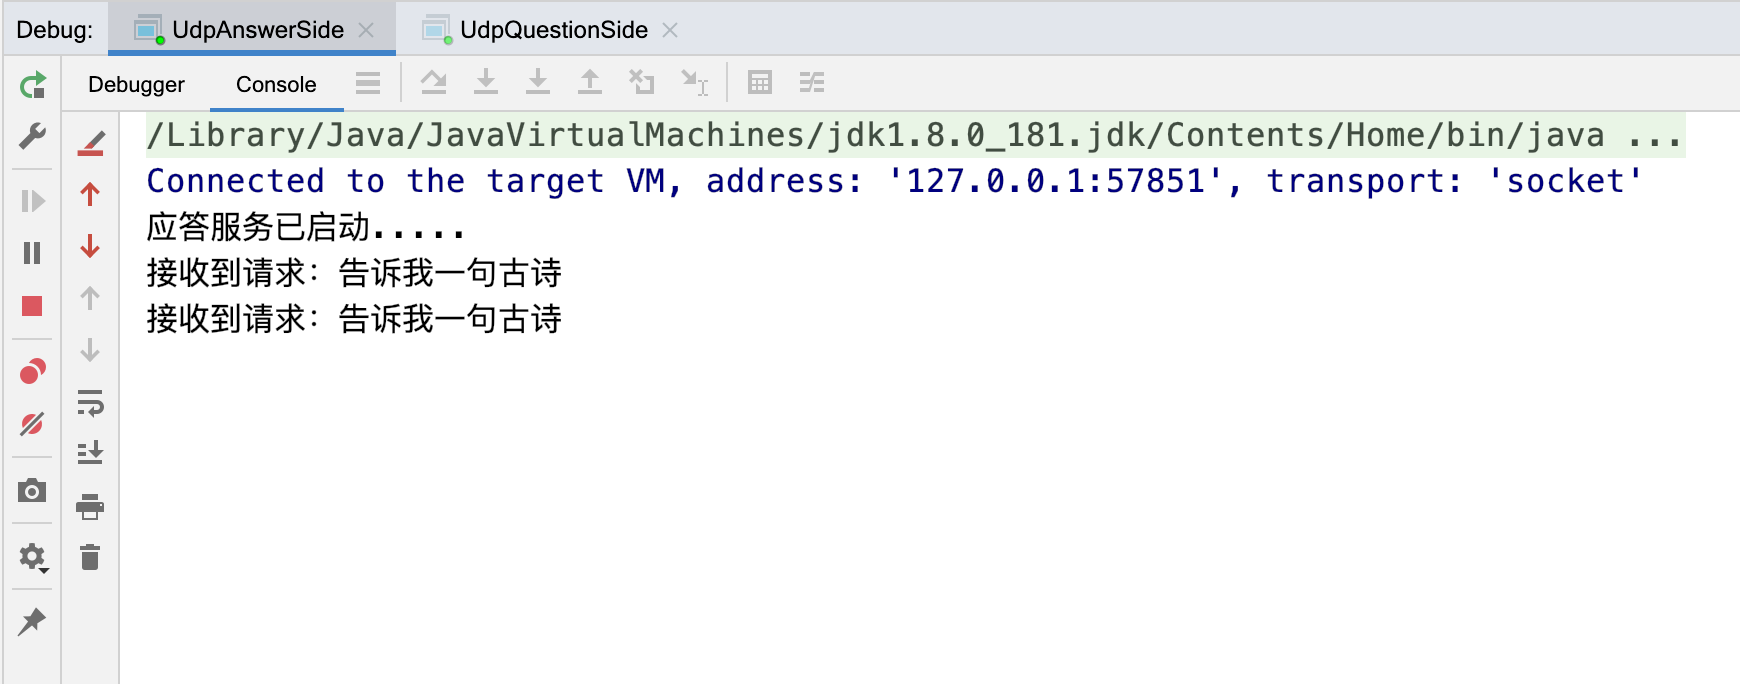 Debug: UdpAnswerSide UdpQuestionSide
Debugger Console
/Library/Java/JavaVirtualMachines/jdk1.8.0_181.jdk/Contents/Home/bin/java ...
Connected to the target VM, address: '127.0.0.1:57851', transport: 'socket'
应答服务已启动.....
接收到请求：告诉我一句古诗
接收到请求：告诉我一句古诗